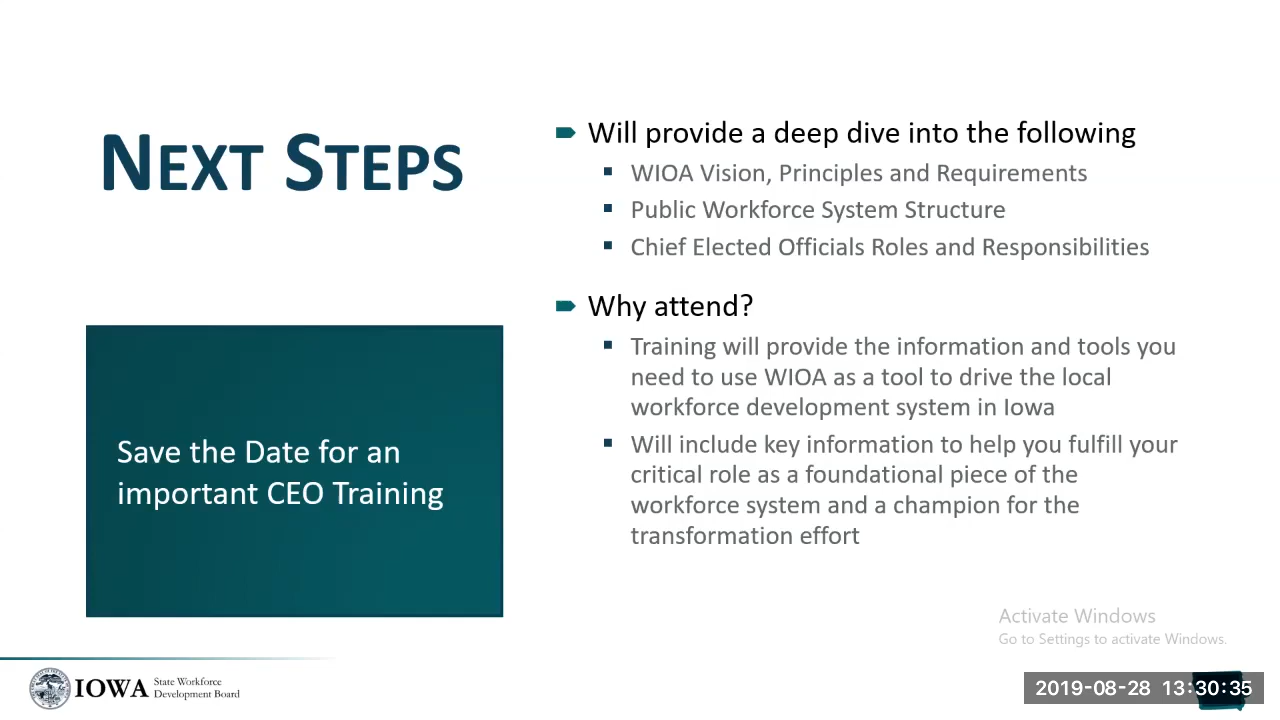 NEXT STEPS
Save the Date for an
important CEO Training
Will provide a deep dive into the following
WIOA Vision, Principles and Requirements
Public Workforce System Structure
Chief Elected Officials Roles and Responsibilities
Why attend?
Training will provide the information and tools you
need to use WIOA as a tool to drive the local
workforce development system in Iowa
Will include key information to help you fulfill your
critical role as a foundational piece of the
workforce system and a champion for the
transformation effort
Activate Windows
Go to Settings to activate Windows.
IOWA State Workforce
Development Board
2019-08-28 13:30:35